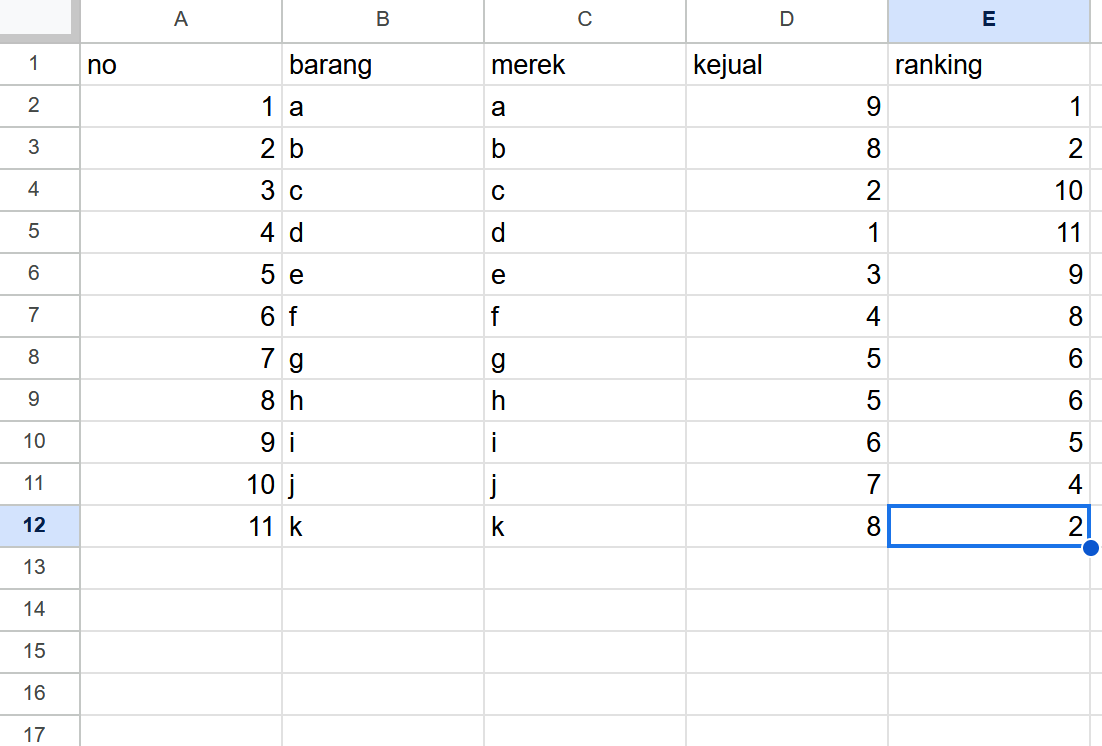 A B C D E
1 no barang merek kejual ranking
2 1 a a 9 1
3 2 b b 8 2
4 3 c c 2 10
5 4 d d 1 11
6 5 e e 3 9
7 6 f f 4 8
8 7 g g 5 6
9 8 h h 5 6
10 9 i i 6 5
11 10 j j 7 4
12 11 k k 8 2
13
14
15
16
17